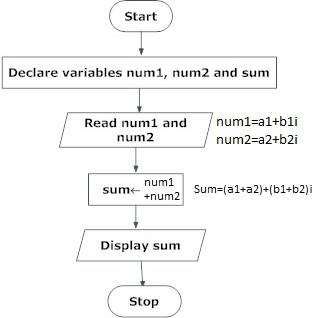 Start
Declare variables num1, num2 and sum
Read num1 and
num2
num1=a1+b1i
num2=a2+b2i
sum← num1
+num2
Sum=(a1+a2)+(b1+b2)i
Display sum
Stop